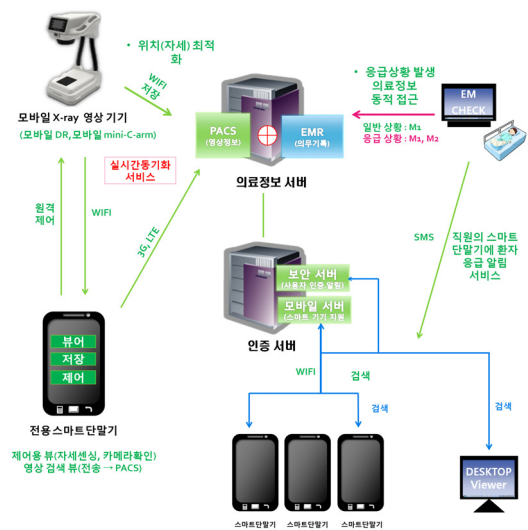 • 위치(자세) 최적
화
WIFI
저장
• 응급상황 발생
의료정보
동적 접근
EM
CHECK
PACS
(영상정보)
EMR
(의무기록)
일반 상황 : M1
응급 상황 : M1, M2
모바일 X-ray 영상 기기
(모바일 DR,모바일 mini-C-arm)
실시간동기화
서비스
의료정보 서버
원격
제어
WIFI
3G, LTE
SMS
직원의 스마트
단말기에 환자
응급 알림
서비스
보안 서버
(사용자 인증 알림)
모바일 서버
(스마트 기기 지원
인증 서버
뷰어
저장
제어
WIFI
검색
검색
검색
전용스마트단말기
제어용 뷰(자세센싱, 카메라확인)
영상 검색 뷰(전송 → PACS)
DESKTOP
Viewer
스마트단말기
스마트단말기
스마트단말기